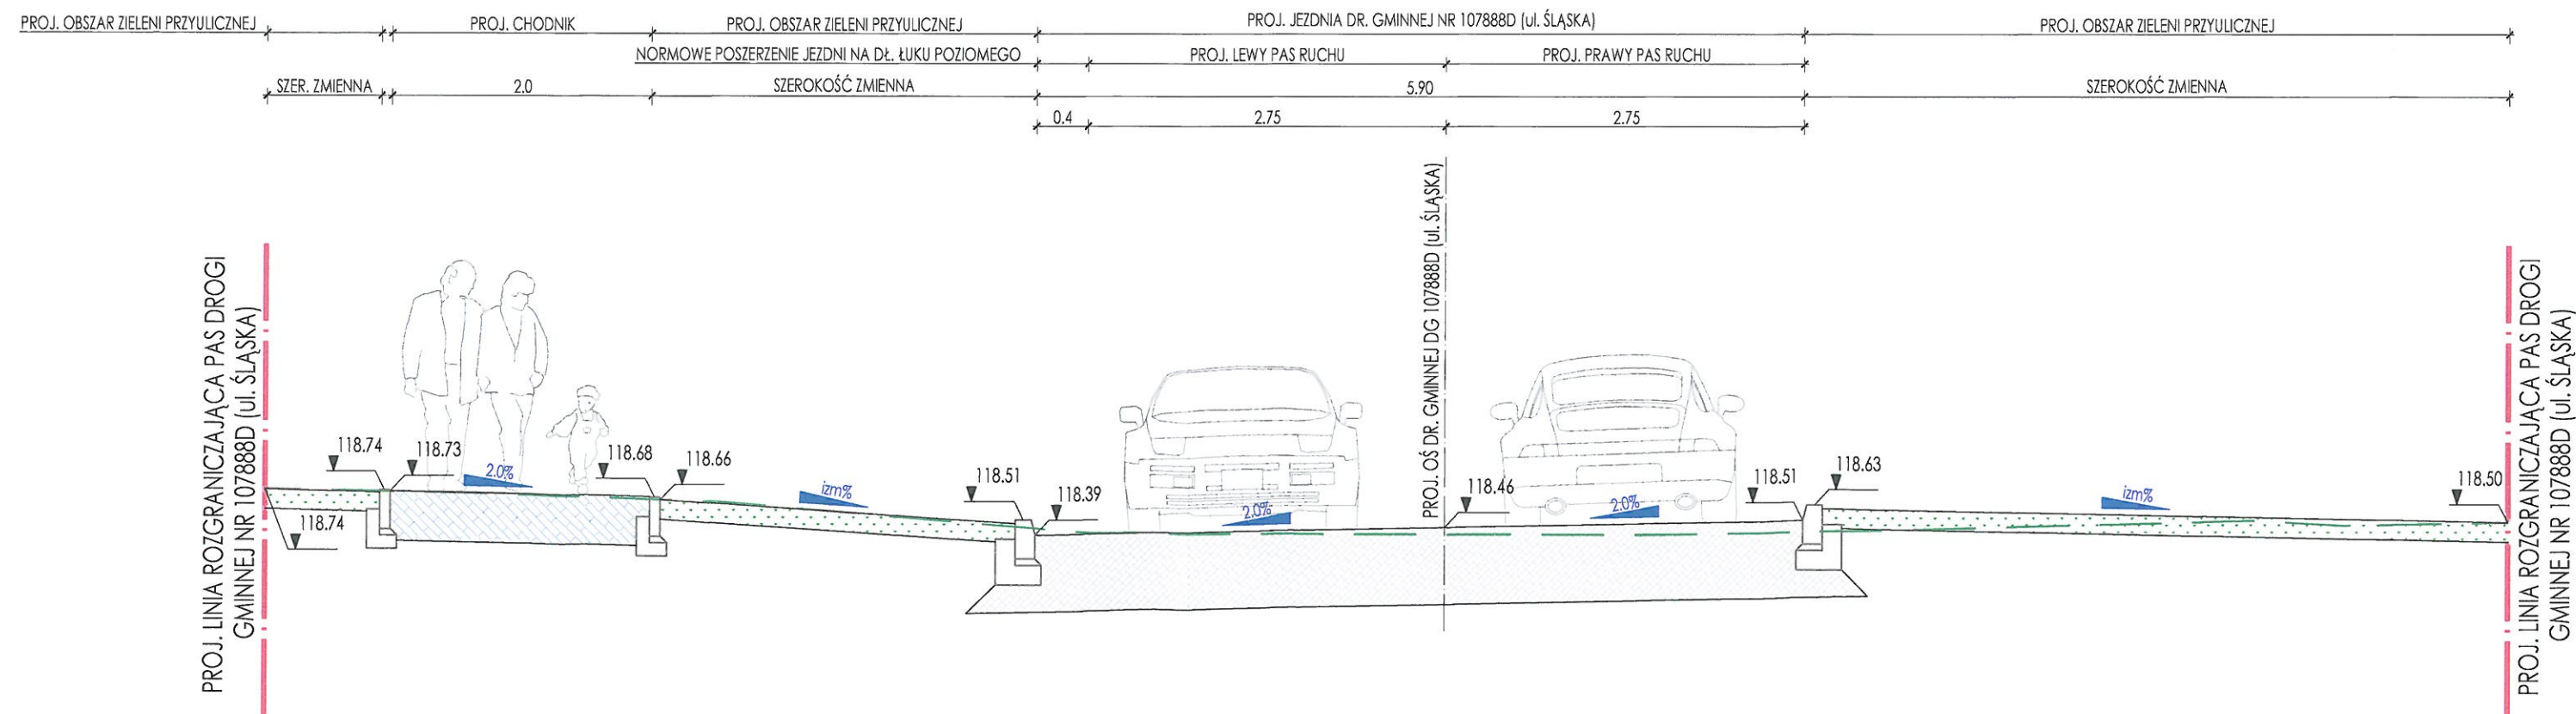 PROJ. OBSZAR ZIELENI PRZYULICZNEJ
PROJ. CHODNIK
PROJ. OBSZAR ZIELENI PRZYULICZNEJ
PROJ. JEZDNIA DR. GMINNEJ NR 107888D (ul. ŚLĄSKA)
PROJ. OBSZAR ZIELENI PRZYULICZNEJ
NORMOWE POSZERZENIE JEZDNI NA DŁ. ŁUKU POZIOMEGO
PROJ. LEWY PAS RUCHU
PROJ. PRAWY PAS RUCHU
SZER. ZMIENNA
2.0
SZEROKOŚĆ ZMIENNA
5.90
SZEROKOŚĆ ZMIENNA
0.4
2.75
2.75
PROJ. LINIA ROZGRANICZAJĄCA PAS DROGI
GMINNEJ NR 107888D (ul. ŚLĄSKA)
118.74
118.74
118.73
2.0%
118.68
118.66
izm%
118.51
118.39
2.0%
PROJ. OŚ DR. GMINNEJ DG 107888D (ul. ŚLĄSKA)
118.46
2.0%
118.51
118.63
izm%
118.50
PROJ. LINIA ROZGRANICZAJĄCA PAS DROGI
GMINNEJ NR 107888D (ul. ŚLĄSKA)